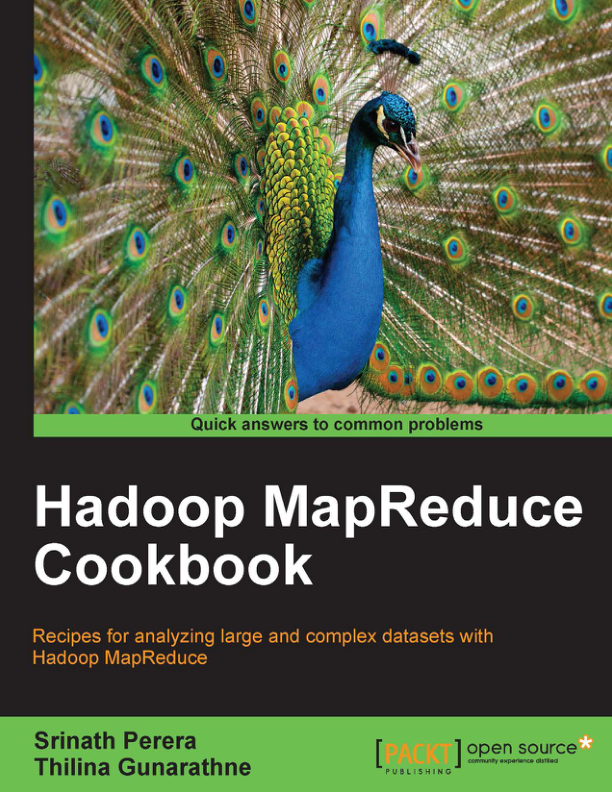 Quick answers to common problems
Hadoop MapReduce
Cookbook
Recipes for analyzing large and complex datasets with
Hadoop MapReduce
Srinath Perera
Thilina Gunarathne
[PACKT] open source*
PUBLISHING community experience distilled